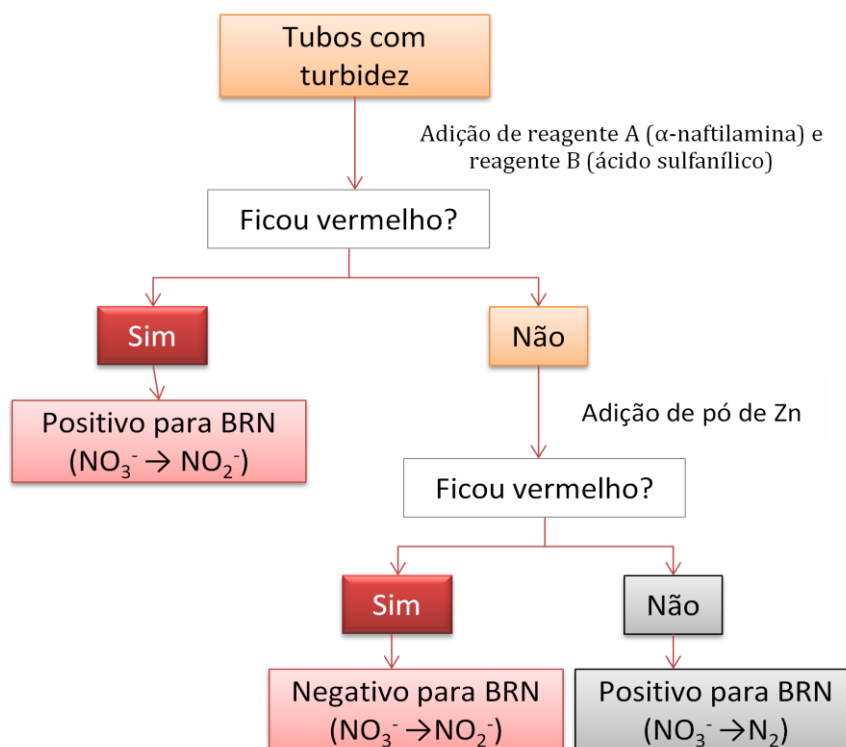 Tubos com
turbidez
Adição de reagente A (α-naftilamina) e
reagente B (ácido sulfanílico)
Ficou vermelho?
Sim
Não
Positivo para BRN
(NO₃⁻ → NO₂⁻)
Adição de pó de Zn
Ficou vermelho?
Sim
Não
Negativo para BRN
(NO₃⁻ →NO₂⁻)
Positivo para BRN
(NO₃⁻ →N₂)